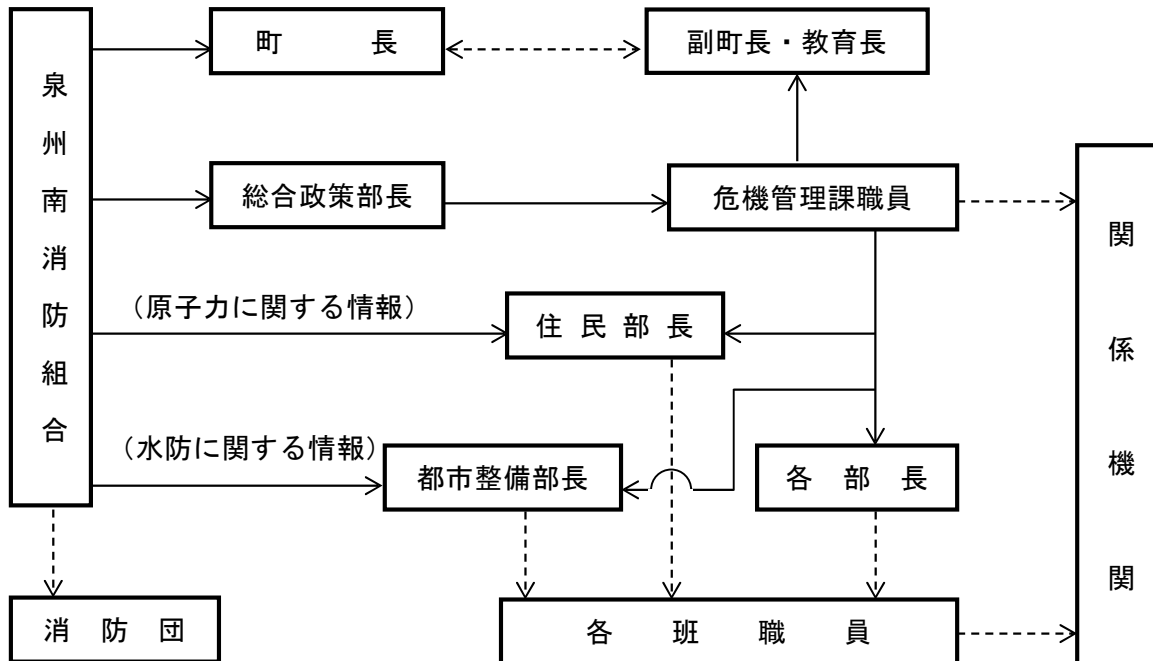 泉州南消防組合
町　　長
副町長・教育長
総合政策部長
危機管理課職員
関係機関
（原子力に関する情報）
住民部長
（水防に関する情報）
都市整備部長
各部長
消防団
各班職員